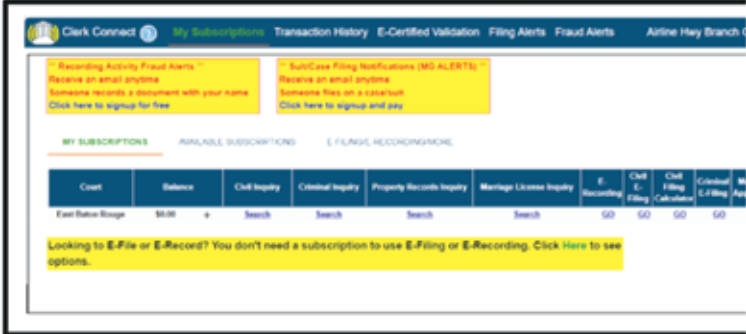 Clerk Connect My Subscriptions Transaction History E-Certified Validation Filing Alerts Fraud Alerts Airline Hwy Branch
** Recording Activity Fraud Alerts **
Receive an email anytime
Someone records a document with your name
Click here to signup for free
** Suit/Case Filing Notifications (MG ALERTS) **
Receive an email anytime
Someone files on a case/suit
Click here to signup and pay
MY SUBSCRIPTIONS AVAILABLE SUBSCRIPTIONS E-FILING/E-RECORDING/MORE
Court Balance Civil Inquiry Criminal Inquiry Property Records Inquiry Marriage License Inquiry E-Recording Civil E-Filing Civil Filing Calculator Criminal E-Filing
East Baton Rouge $0.00 + Search Search Search Search GO GO GO GO
Looking to E-File or E-Record? You don't need a subscription to use E-Filing or E-Recording. Click Here to see
options.